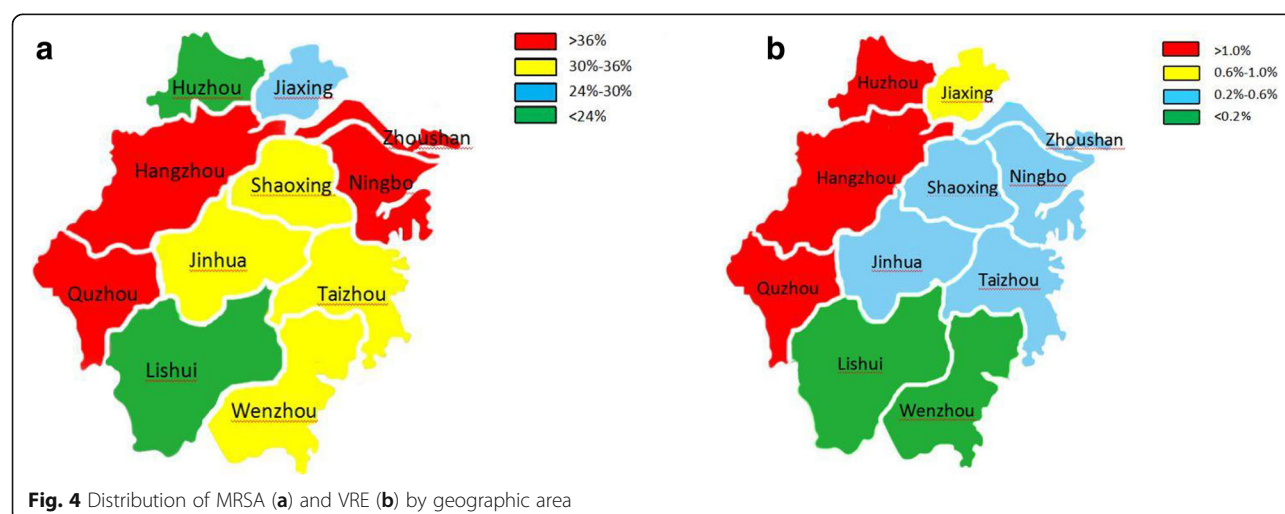 a
>36%
30%-36%
24%-30%
<24%
Huzhou
Jiaxing
Zhoushan
Hangzhou
Shaoxing
Ningbo
Jinhua
Quzhou
Taizhou
Lishui
Wenzhou
b
>1.0%
0.6%-1.0%
0.2%-0.6%
<0.2%
Huzhou
Jiaxing
Zhoushan
Hangzhou
Shaoxing
Ningbo
Jinhua
Taizhou
Quzhou
Lishui
Wenzhou
Fig. 4 Distribution of MRSA (a) and VRE (b) by geographic area